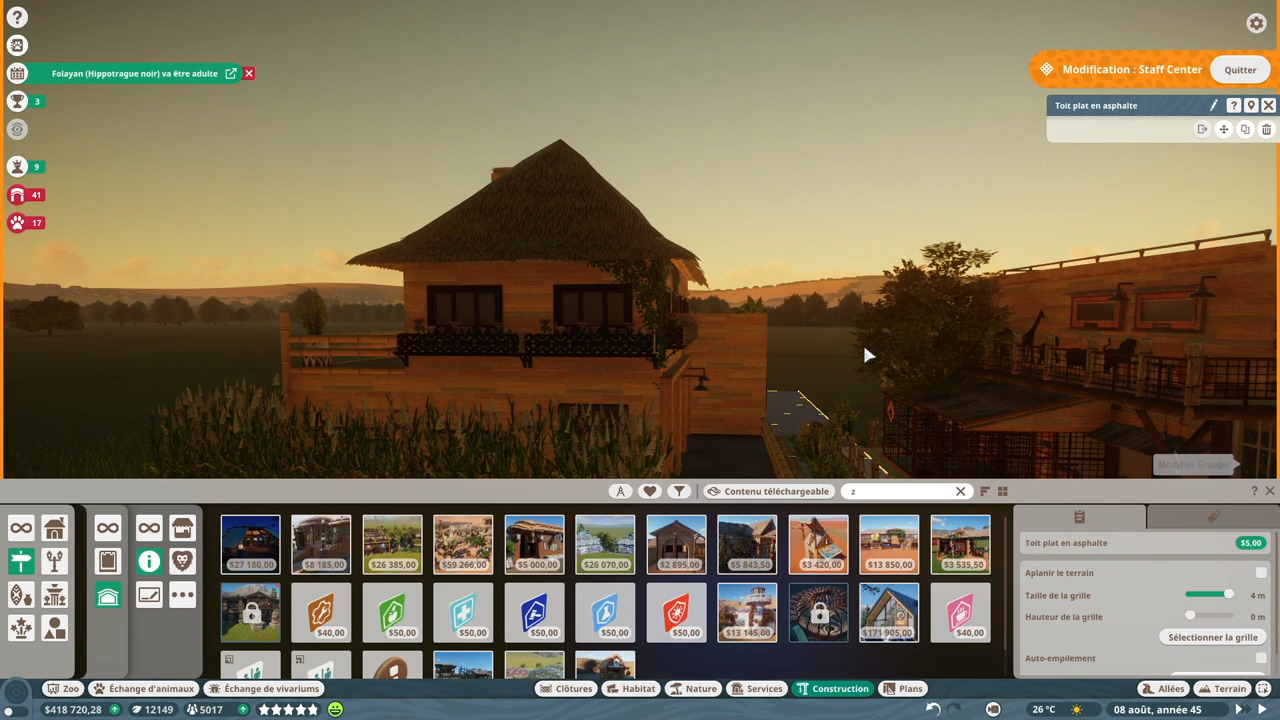 ?
Folayan (Hippotrague noir) va être adulte
3
9
41
17
Modification : Staff Center
Quitter
Toit plat en asphalte
?
Modifier Groupe
Contenu téléchargeable
z
?
$27 180,00
$8 185,00
$26 385,00
$59 266,00
$5 000,00
$26 070,00
$2 895,00
$5 843,50
$3 420,00
$13 850,00
$3 535,50
$40,00
$50,00
$50,00
$50,00
$50,00
$50,00
$13 145,00
$171 905,00
$40,00
Toit plat en asphalte
$5,00
Aplanir le terrain
Taille de la grille
4 m
Hauteur de la grille
0 m
Sélectionner la grille
Auto-empilement
Zoo
Échange d'animaux
Échange de vivariums
Clôtures
Habitat
Nature
Services
Construction
Plans
Allées
Terrain
$418 720,28
12149
5017
26 °C
08 août, année 45